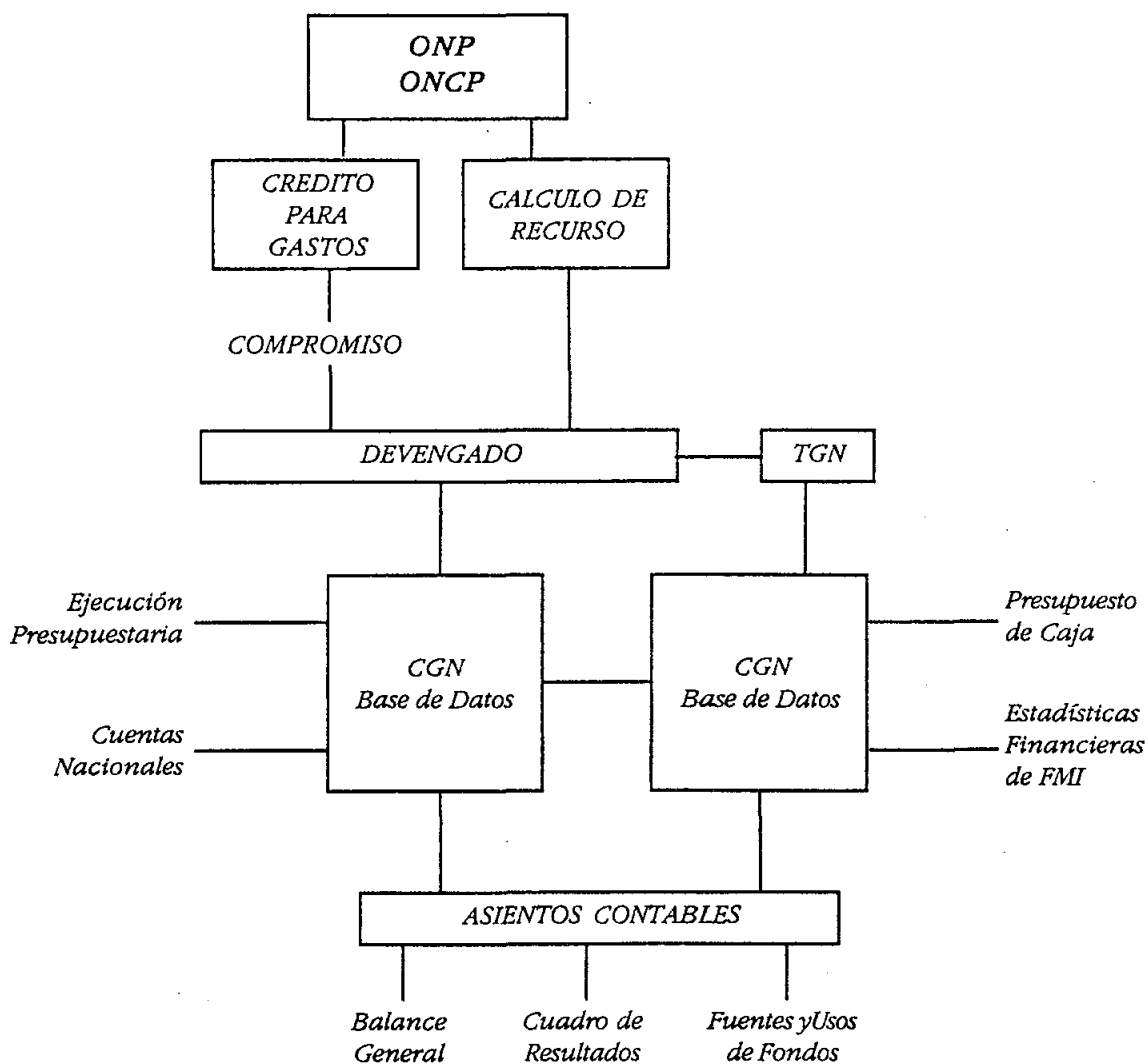 ONP
ONCP
CREDITO
PARA
GASTOS
CALCULO DE
RECURSO
COMPROMISO
DEVENGADO
TGN
Ejecución
Presupuestaria
CGN
Base de Datos
CGN
Base de Datos
Presupuesto
de Caja
Cuentas
Nacionales
Estadísticas
Financieras
de FMI
ASIENTOS CONTABLES
Balance
General
Cuadro de
Resultados
Fuentes yUsos
de Fondos